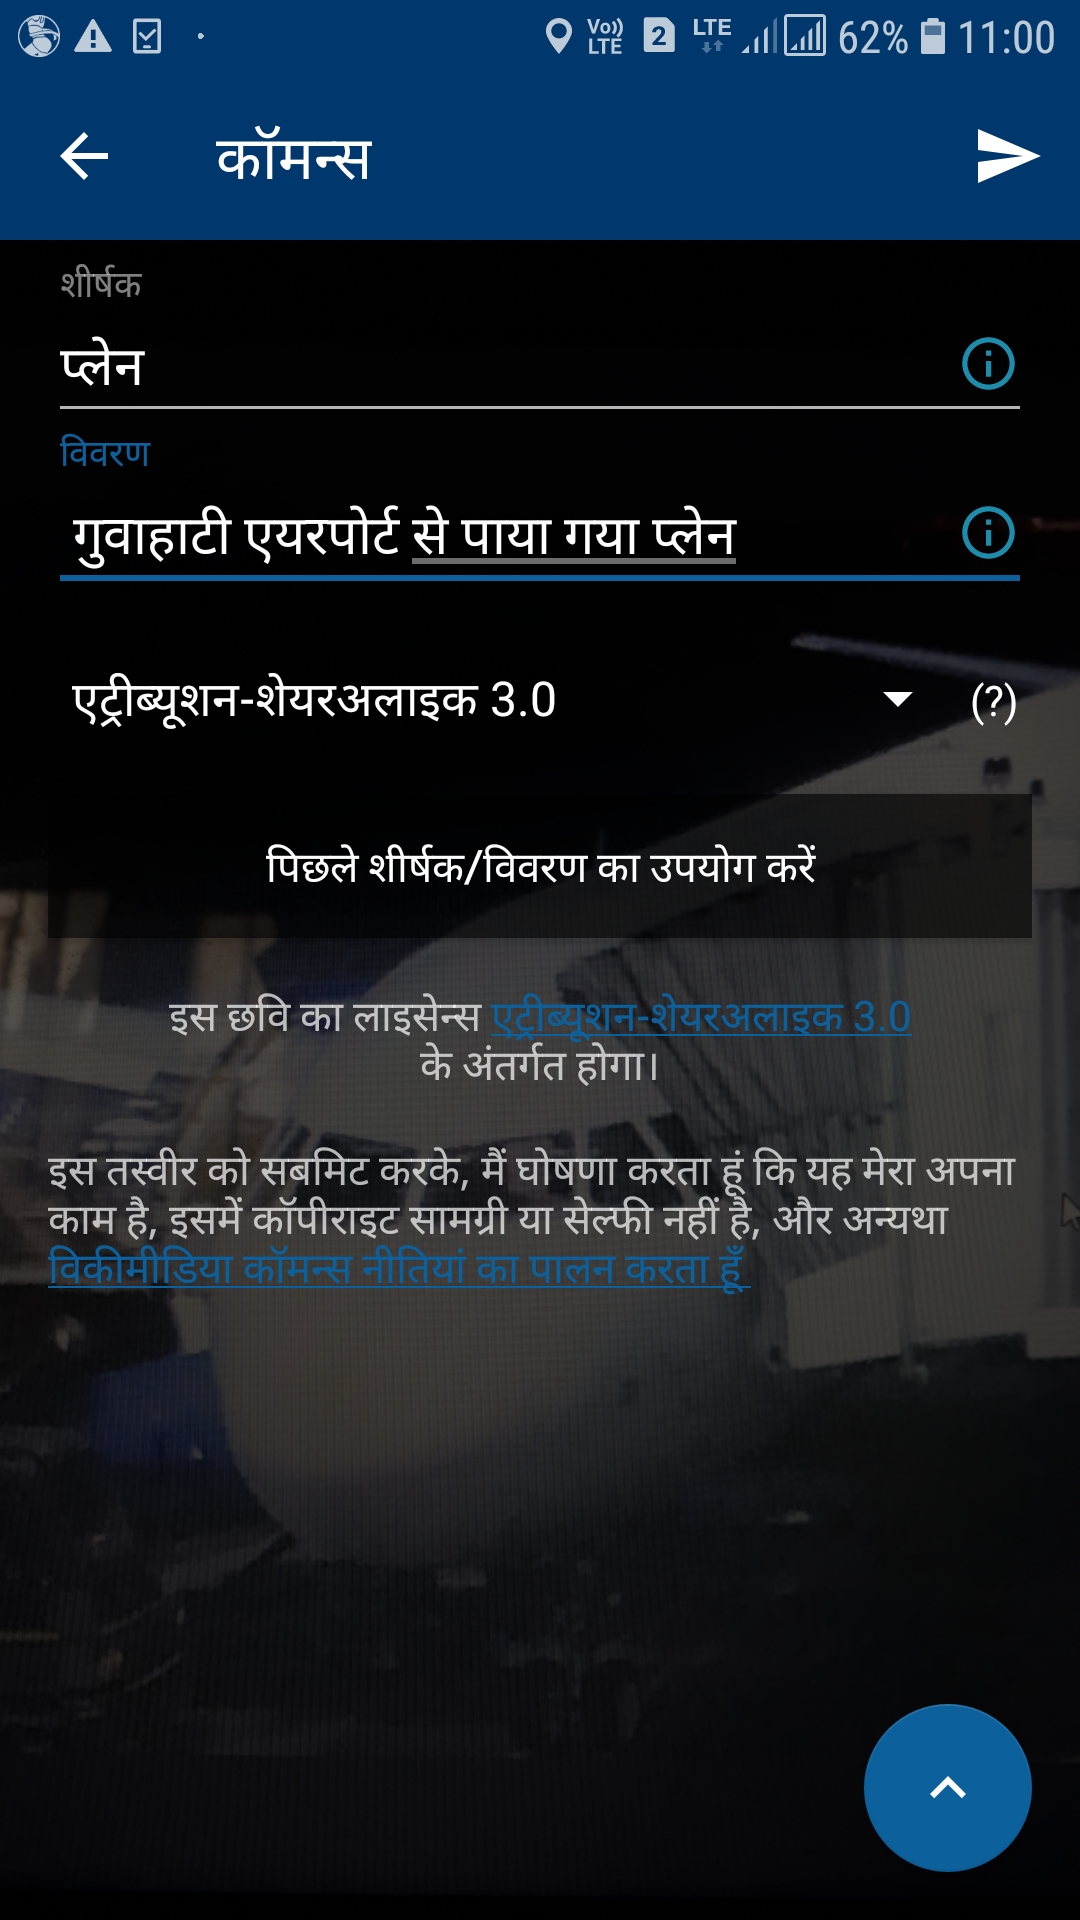 Vo)) LTE 2 LTE 62% 11:00
कॉमन्स
शीर्षक
प्लेन
विवरण
गुवाहाटी एयरपोर्ट से पाया गया प्लेन
एट्रीब्यूशन-शेयरअलाइक 3.0 (?)
पिछले शीर्षक/विवरण का उपयोग करें
इस छवि का लाइसेन्स एट्रीब्यूशन-शेयरअलाइक 3.0
के अंतर्गत होगा।
इस तस्वीर को सबमिट करके, मैं घोषणा करता हूं कि यह मेरा अपना
काम है, इसमें कॉपीराइट सामग्री या सेल्फी नहीं है, और अन्यथा
विकीमीडिया कॉमन्स नीतियां का पालन करता हूँ